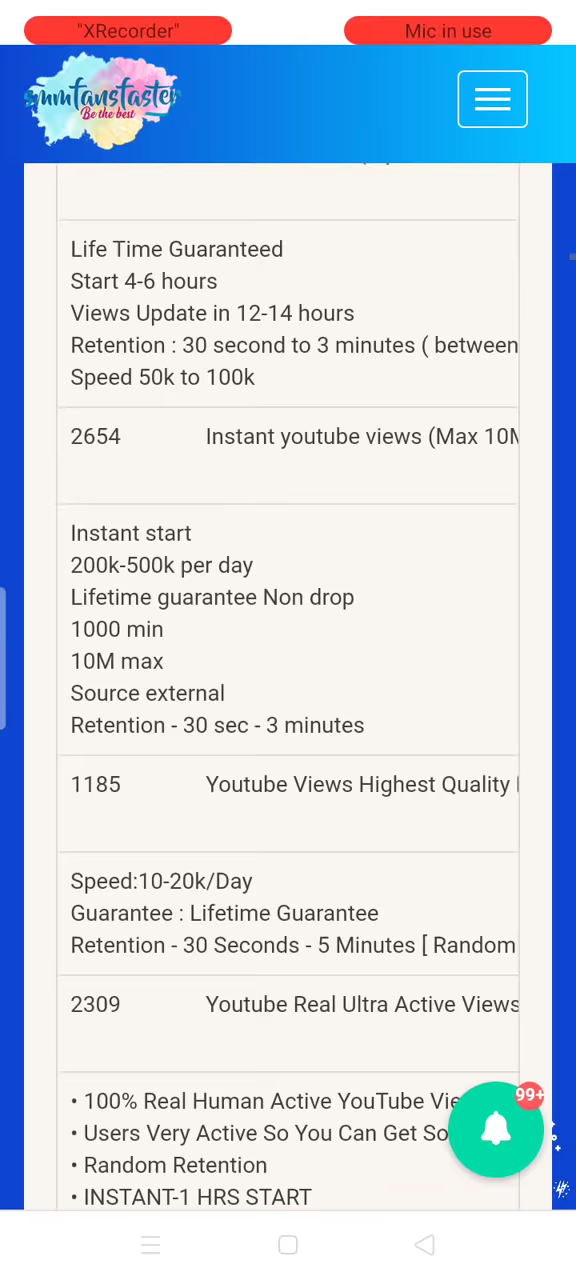 "XRecorder"
Mic in use
smmfansfaster
Be the best
Life Time Guaranteed
Start 4-6 hours
Views Update in 12-14 hours
Retention : 30 second to 3 minutes ( between
Speed 50k to 100k
2654 Instant youtube views (Max 10M
Instant start
200k-500k per day
Lifetime guarantee Non drop
1000 min
10M max
Source external
Retention - 30 sec - 3 minutes
1185 Youtube Views Highest Quality
Speed:10-20k/Day
Guarantee : Lifetime Guarantee
Retention - 30 Seconds - 5 Minutes [ Random
2309 Youtube Real Ultra Active Views
99+
• 100% Real Human Active YouTube Vie
• Users Very Active So You Can Get So
• Random Retention
• INSTANT-1 HRS START